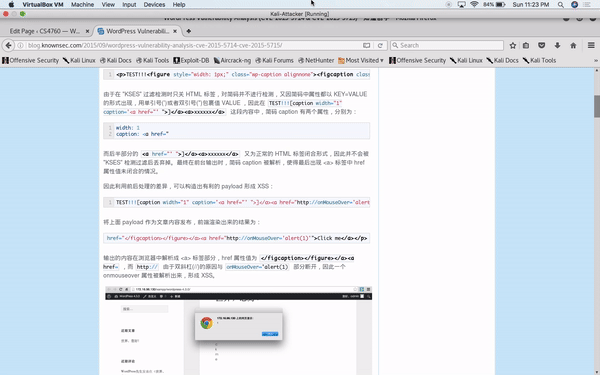 VirtualBox VM Machine View Input Devices Help 84% Sun 11:23 PM
Kali-Attacker [Running]
Edit Page ‹ CS4760 — W... WordPress Vulnerabili...
blog.knownsec.com/2015/09/wordpress-vulnerability-analysis-cve-2015-5714-cve-2015-5715/ Search
Offensive Security Kali Linux Kali Docs Kali Tools Exploit-DB Aircrack-ng Kali Forums NetHunter Most Visited Offensive Security Kali Linux Kali Docs Kali Tools
1 <p>TEST!!!<figure style="width: 1px;" class="wp-caption alignnone"><figcaption clas
由于在 "KSES" 过滤检测时只关 HTML 标签，对简码并不进行检测，又因简码中属性都以 KEY=VALUE
的形式出现，用单引号(')或者双引号(")包裹值 VALUE ，因此在 TEST!!![caption width="1"
caption='<a href="' ">]</a><a>xxxxxx</a> 这段内容中，简码 caption 有两个属性，分别为：
1 width: 1
2 caption: <a href="
而后半部分的 <a href="' ">]</a><a>xxxxxx</a> 又为正常的 HTML 标签闭合形式，因此并不会被
"KSES" 检测过滤后丢弃掉。最终在前台输出时，简码 caption 被解析，使得最后出现 <a> 标签中 href
属性值未闭合的情况。
因此利用前后处理的差异，可以构造出有利的 payload 形成 XSS：
1 TEST!!![caption width="1" caption='<a href="' ">]</a><a href="http://onMouseOver='alert
将上面 payload 作为文章内容发布，前端渲染出来的结果为：
href="</figcaption></figure></a><a href="http://onMouseOver='alert(1)'">Click me</a></p>
输出的内容在浏览器中解析成 <a> 标签部分，href 属性值为 </figcaption></figure></a><a
href= ，而 http:// 由于双斜杠(//)的原因与 onMouseOver='alert(1) 部分断开，因此一个
onmouseover 属性被解析出来，形成 XSS。